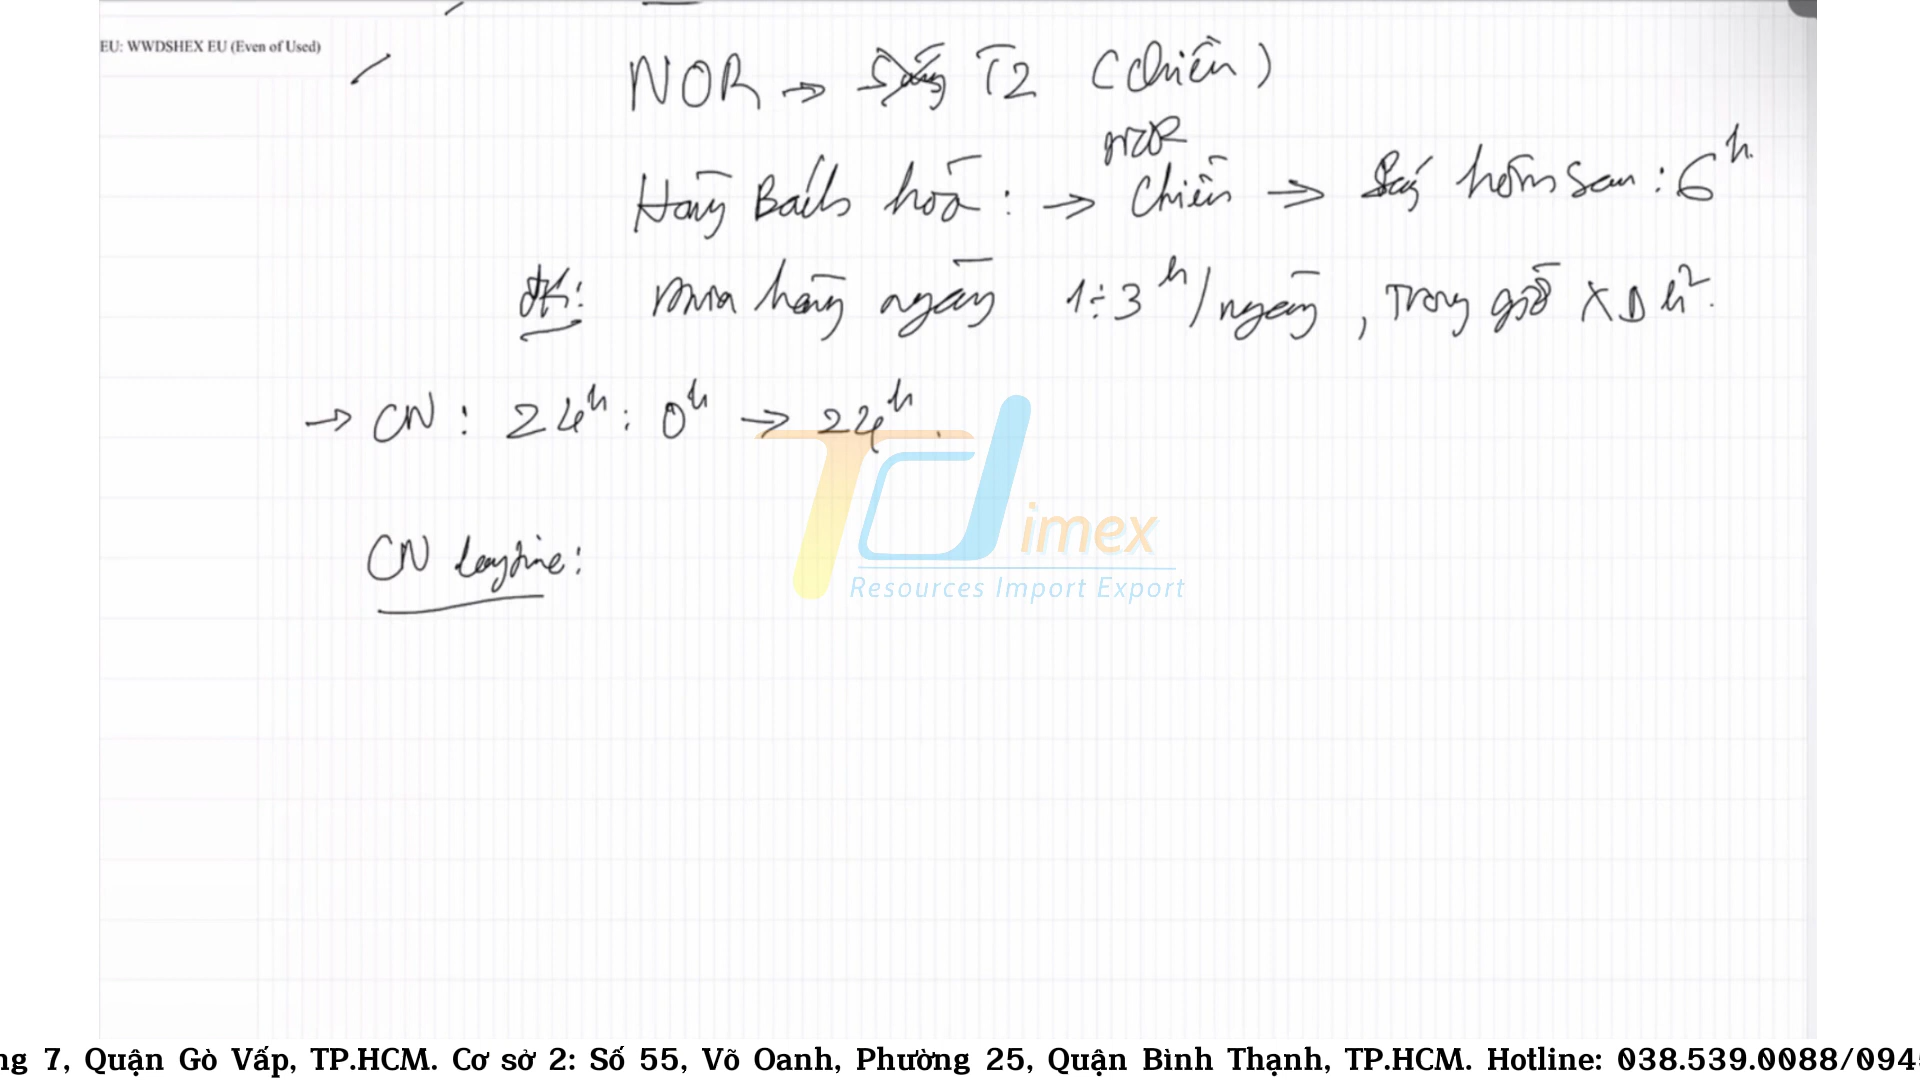 EU: WWDSHEX EU (Even of Used)
NOR → Sáng T2 (Chiều)
NOR
Hàng Bách hoá: → Chiều → Sáng hôm sau: 6h
ĐK: mưa hàng ngày 1÷3h/ngày, trong giờ XD h2.
→ CN: 24h: 0h → 24h.
TD imex
CN laytime:
Resources Import Export
ng 7, Quận Gò Vấp, TP.HCM. Cơ sở 2: Số 55, Võ Oanh, Phường 25, Quận Bình Thạnh, TP.HCM. Hotline: 038.539.0088/094